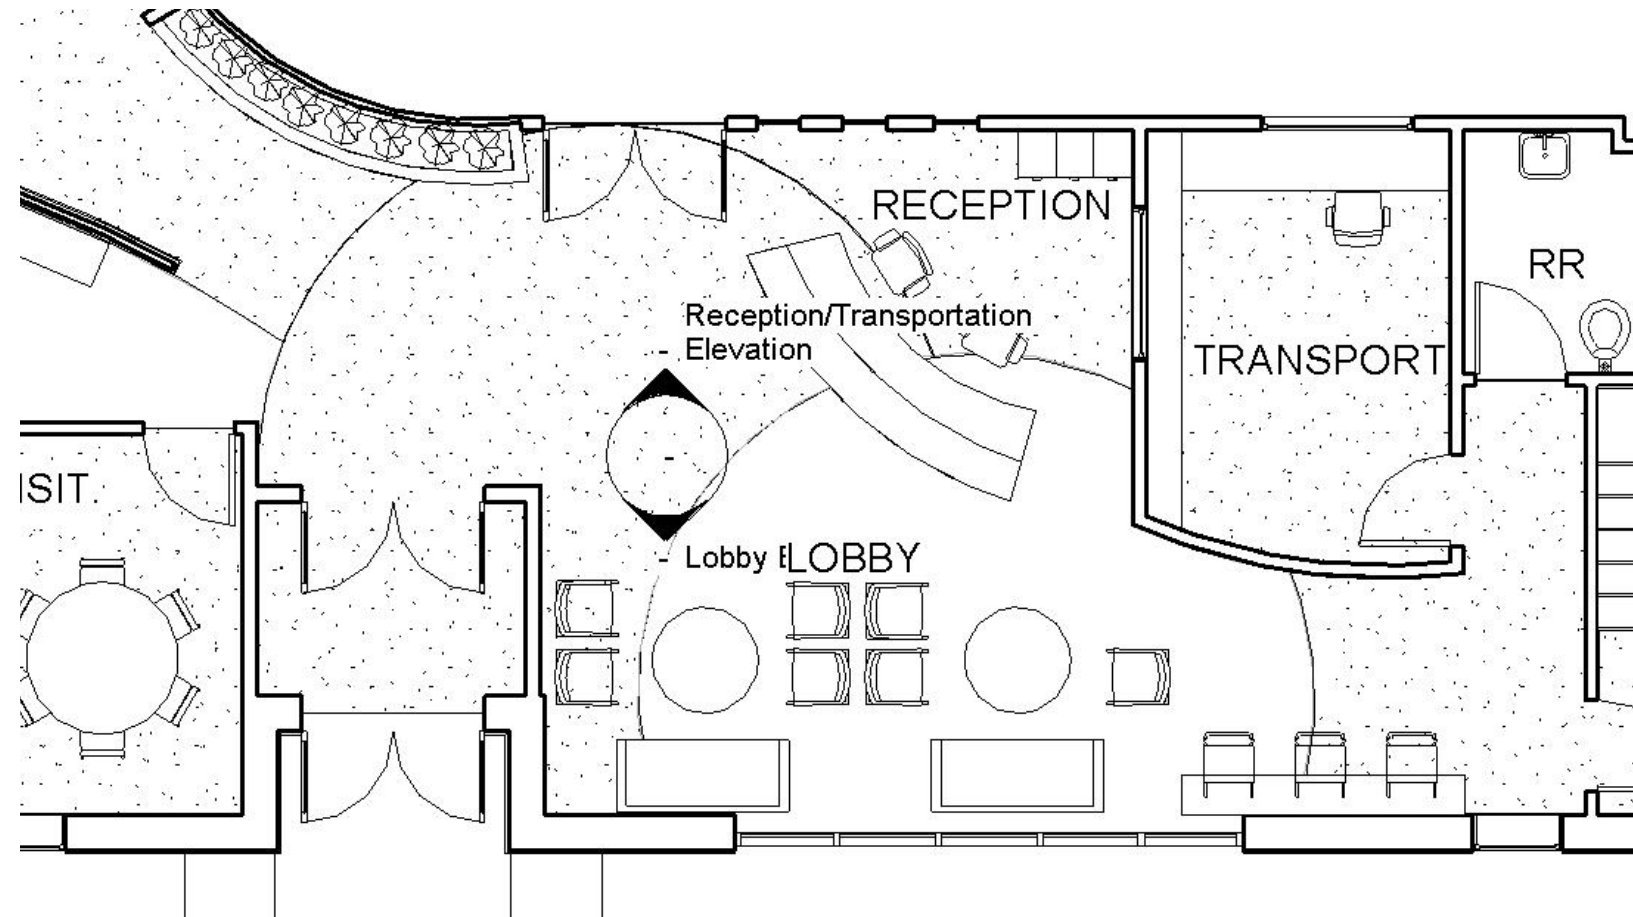 RECEPTION
RR
Reception/Transportation
Elevation
TRANSPORT
ISIT.
Lobby E
LOBBY